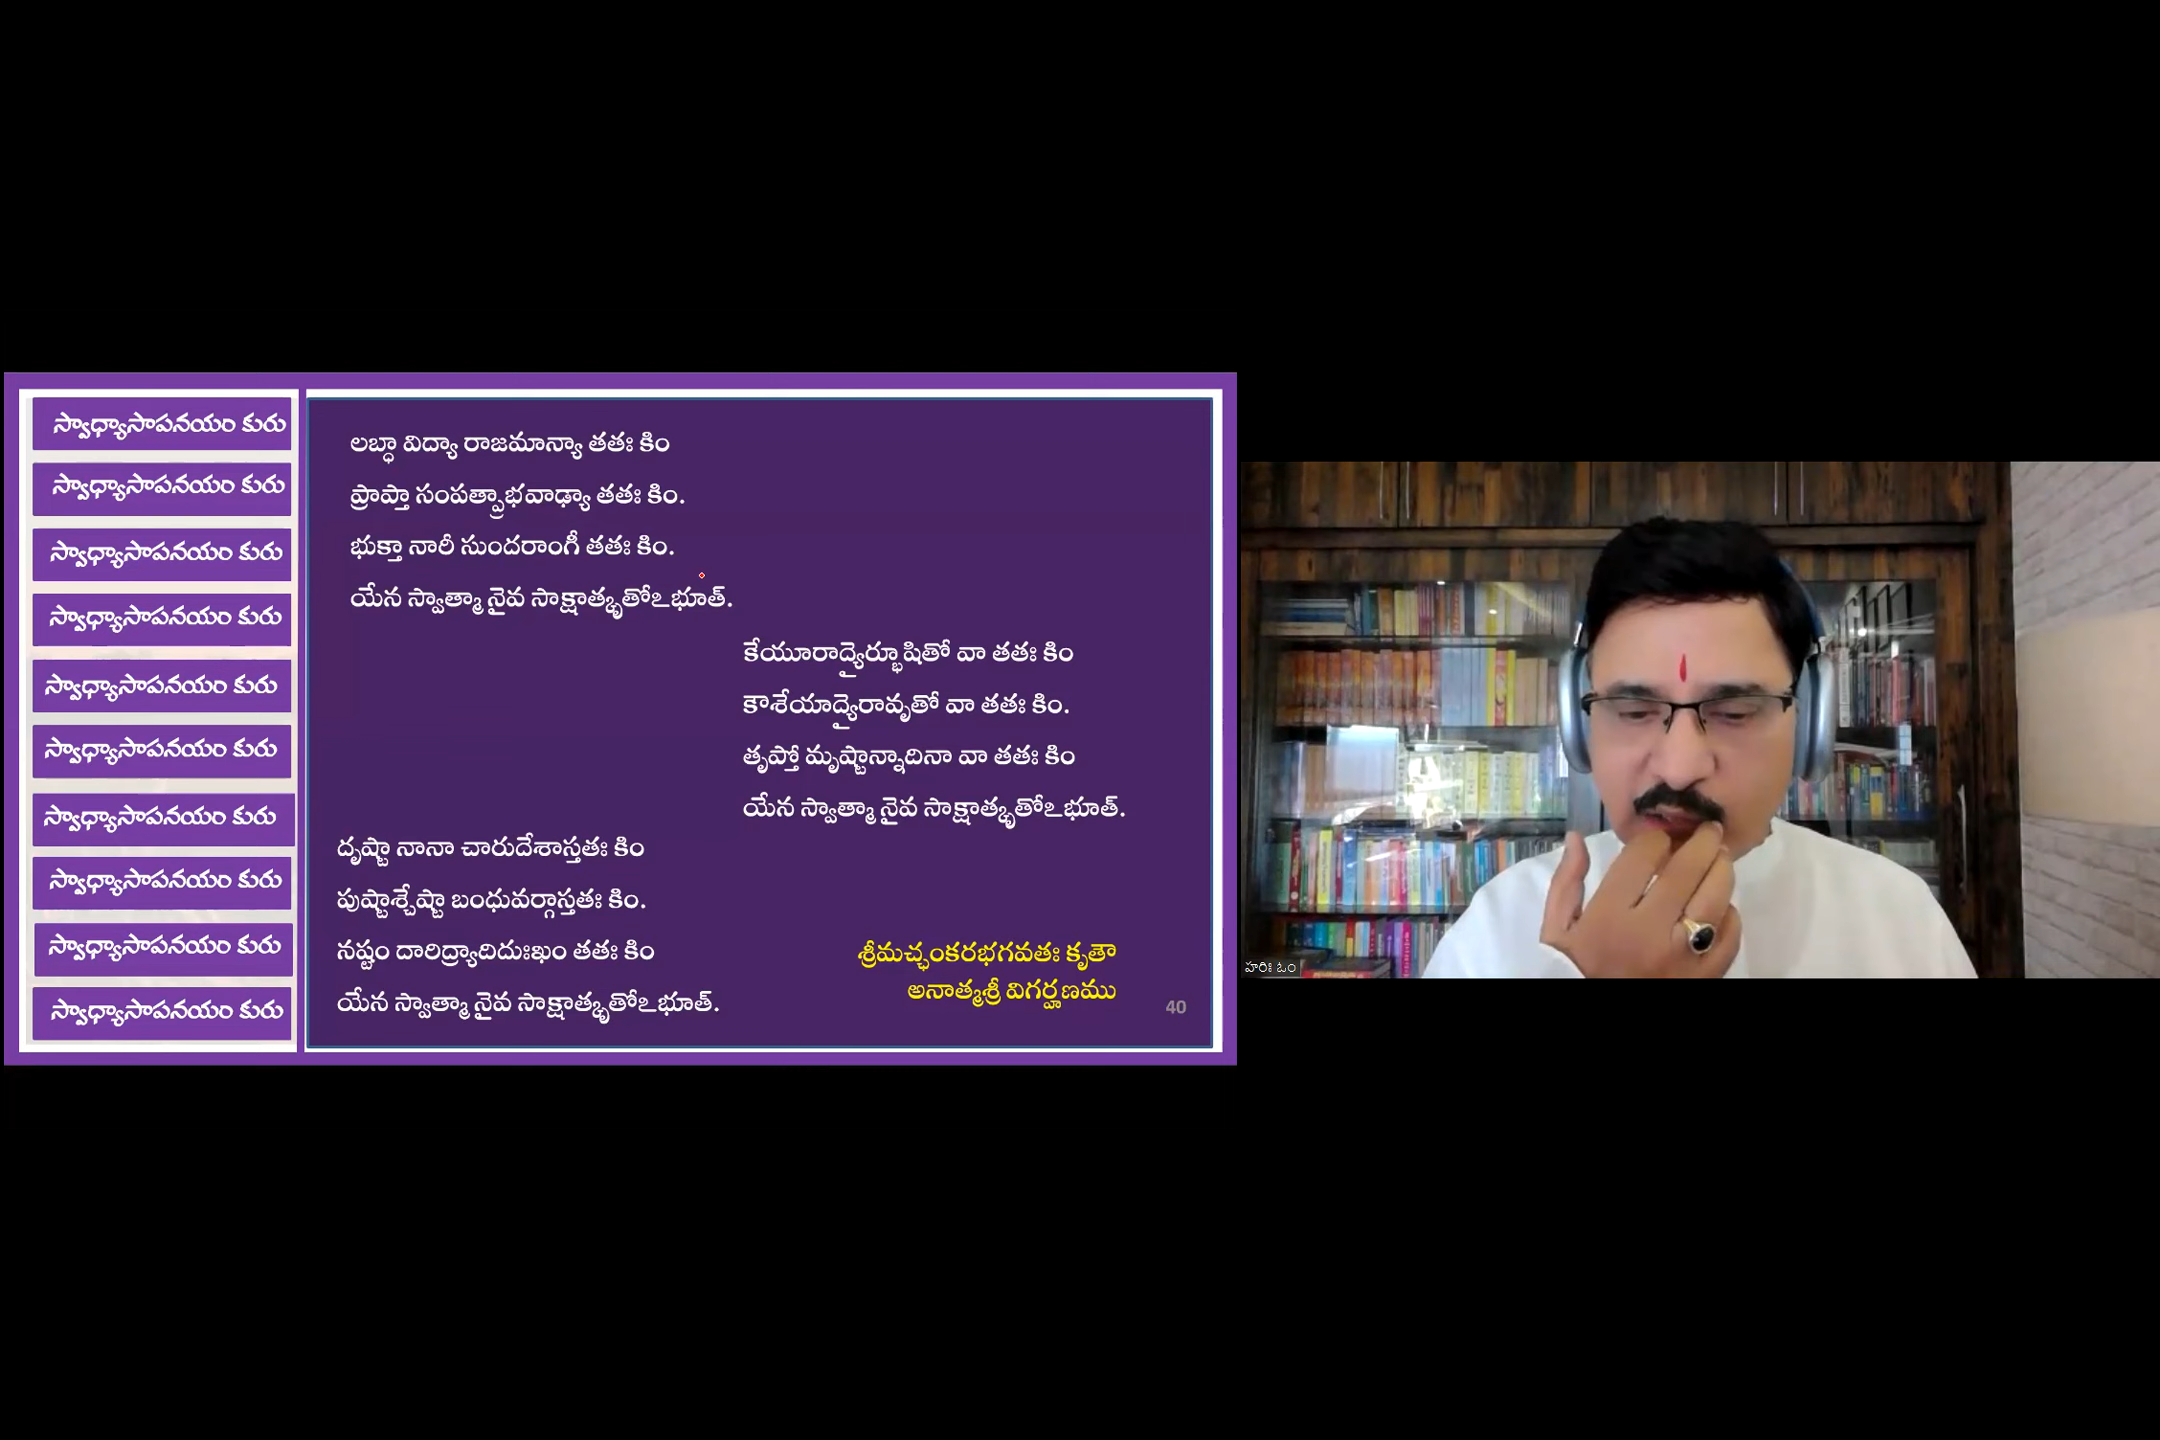 స్వాధ్యాసాపనయం కురు
స్వాధ్యాసాపనయం కురు
స్వాధ్యాసాపనయం కురు
స్వాధ్యాసాపనయం కురు
స్వాధ్యాసాపనయం కురు
స్వాధ్యాసాపనయం కురు
స్వాధ్యాసాపనయం కురు
స్వాధ్యాసాపనయం కురు
స్వాధ్యాసాపనయం కురు
స్వాధ్యాసాపనయం కురు
లబ్ధా విద్యా రాజమాన్యా తతః కిం
ప్రాప్తా సంపత్ప్రాభవాఢ్యా తతః కిం.
భుక్తా నారీ సుందరాంగీ తతః కిం.
యేన స్వాత్మా నైవ సాక్షాత్కృతోఽభూత్.
కేయూరాద్యైర్భూషితో వా తతః కిం
కౌశేయాద్యైరావృతో వా తతః కిం.
తృప్తో మృష్టాన్నాదినా వా తతః కిం
యేన స్వాత్మా నైవ సాక్షాత్కృతోఽభూత్.
దృష్టా నానా చారుదేశాస్తతః కిం
పుష్టాశ్చేష్టా బంధువర్గాస్తతః కిం.
నష్టం దారిద్ర్యాదిదుఃఖం తతః కిం
యేన స్వాత్మా నైవ సాక్షాత్కృతోఽభూత్.
శ్రీమచ్ఛంకరభగవతః కృతౌ
అనాత్మశ్రీ విగర్హణము
40
హరిః ఓం